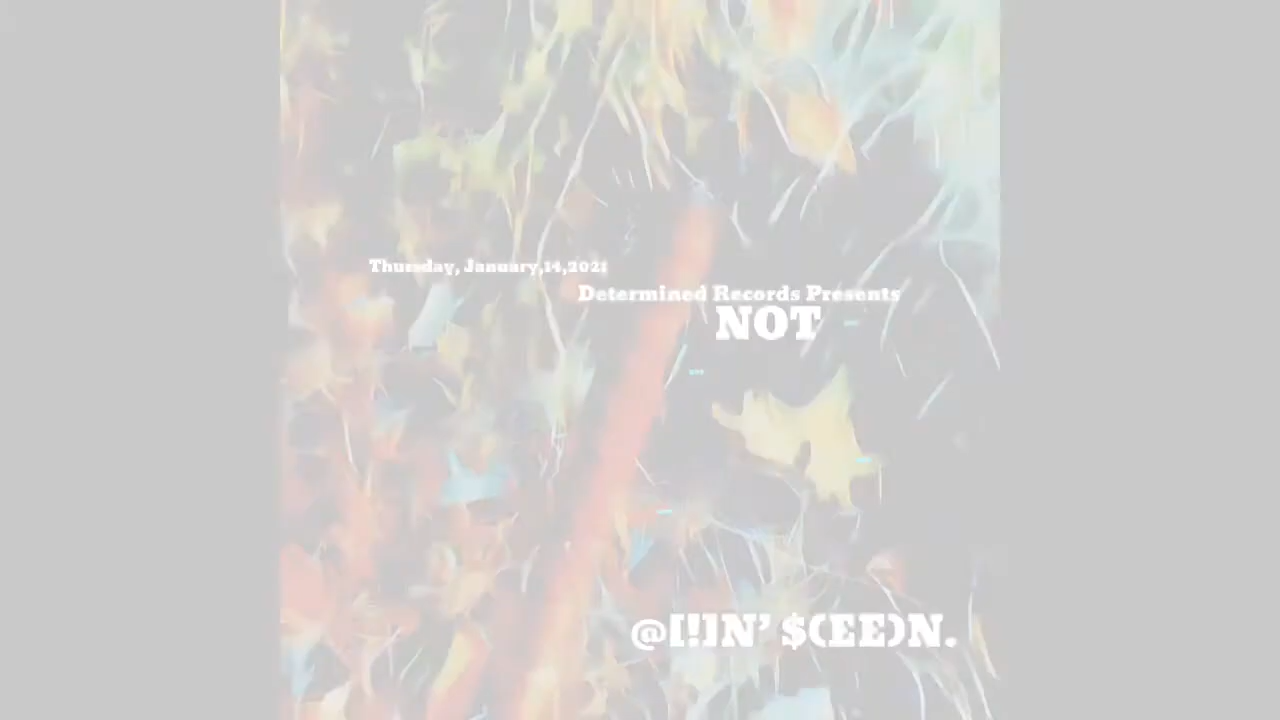 Thursday, January,14,2021
Determined Records Presents
NOT
@[!]N' $(EE)N.